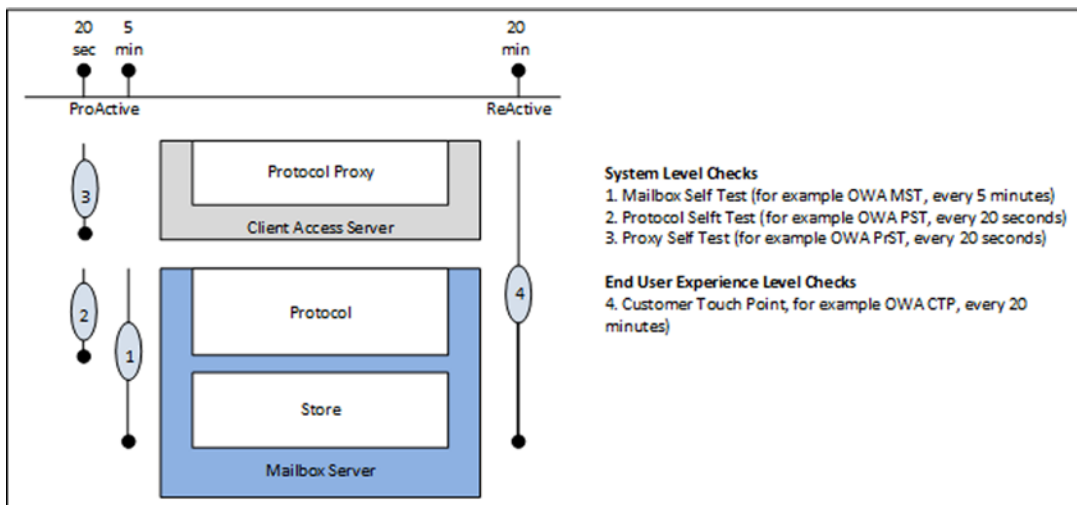 20
sec
5
min
20
min
ProActive
ReActive
Protocol Proxy
Client Access Server
3
2
1
4
Protocol
Store
Mailbox Server
System Level Checks
1. Mailbox Self Test (for example OWA MST, every 5 minutes)
2. Protocol Selft Test (for example OWA PST, every 20 seconds)
3. Proxy Self Test (for example OWA PrST, every 20 seconds)
End User Experience Level Checks
4. Customer Touch Point, for example OWA CTP, every 20
minutes)